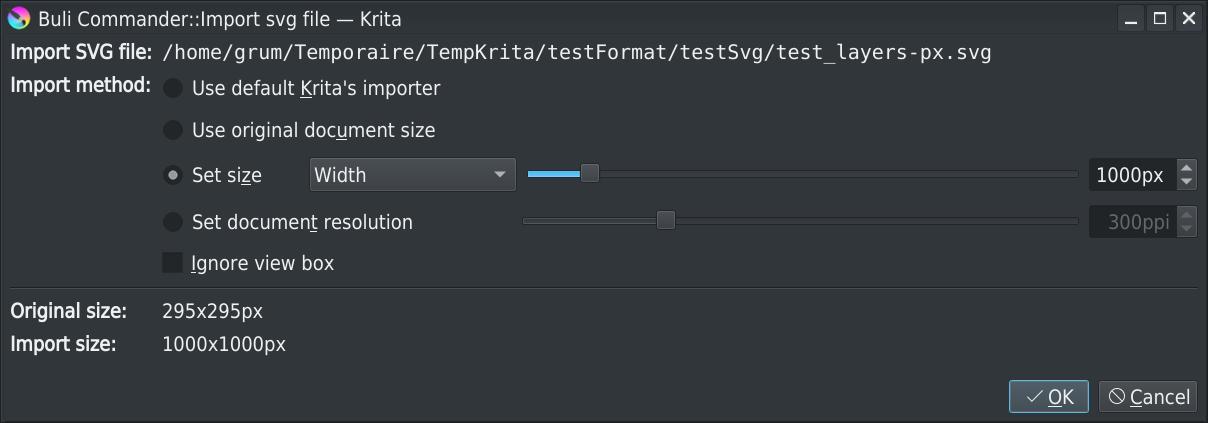 Buli Commander::Import svg file — Krita
Import SVG file: /home/grum/Temporaire/TempKrita/testFormat/testSvg/test_layers-px.svg
Import method: Use default Krita's importer
Use original document size
Set size Width 1000px
Set document resolution 300ppi
Ignore view box
Original size: 295x295px
Import size: 1000x1000px
OK Cancel